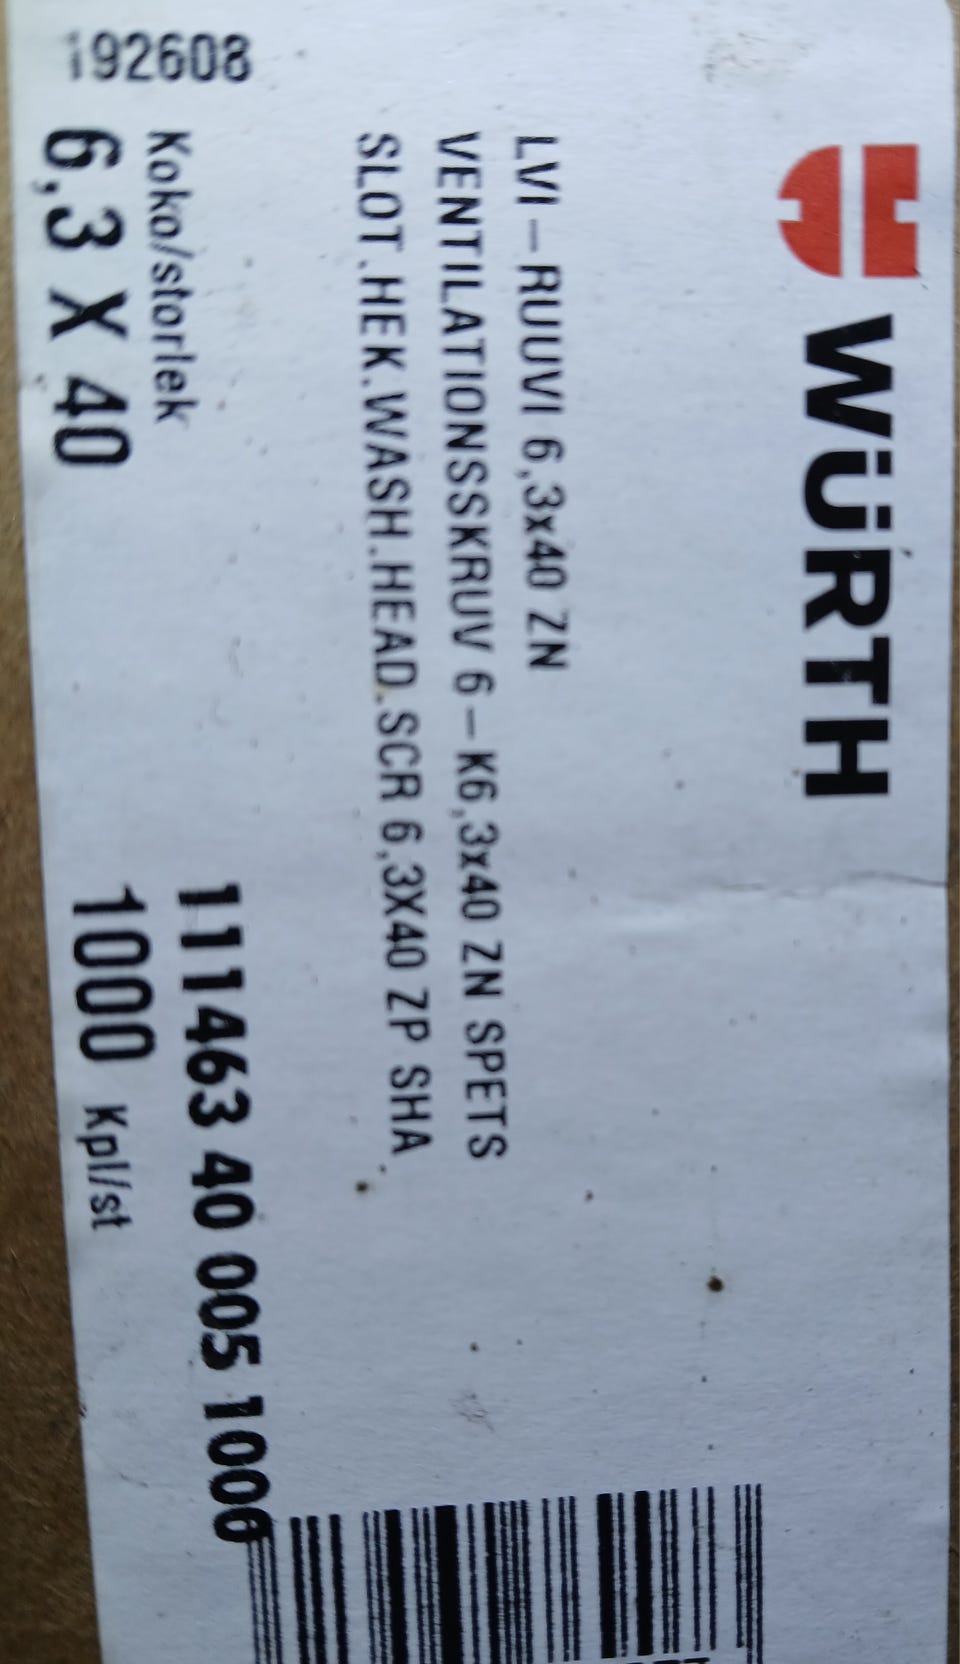 WÜRTH
LVI-RUUVI 6,3x40 ZN
VENTILATIONSSKRUV 6-K6,3x40 ZN SPETS
SLOT.HEK.WASH.HEAD.SCR 6,3X40 ZP SHA
111463 40 005 1000
Koko/storlek
6,3 X 40
1000 Kpl/st
192608